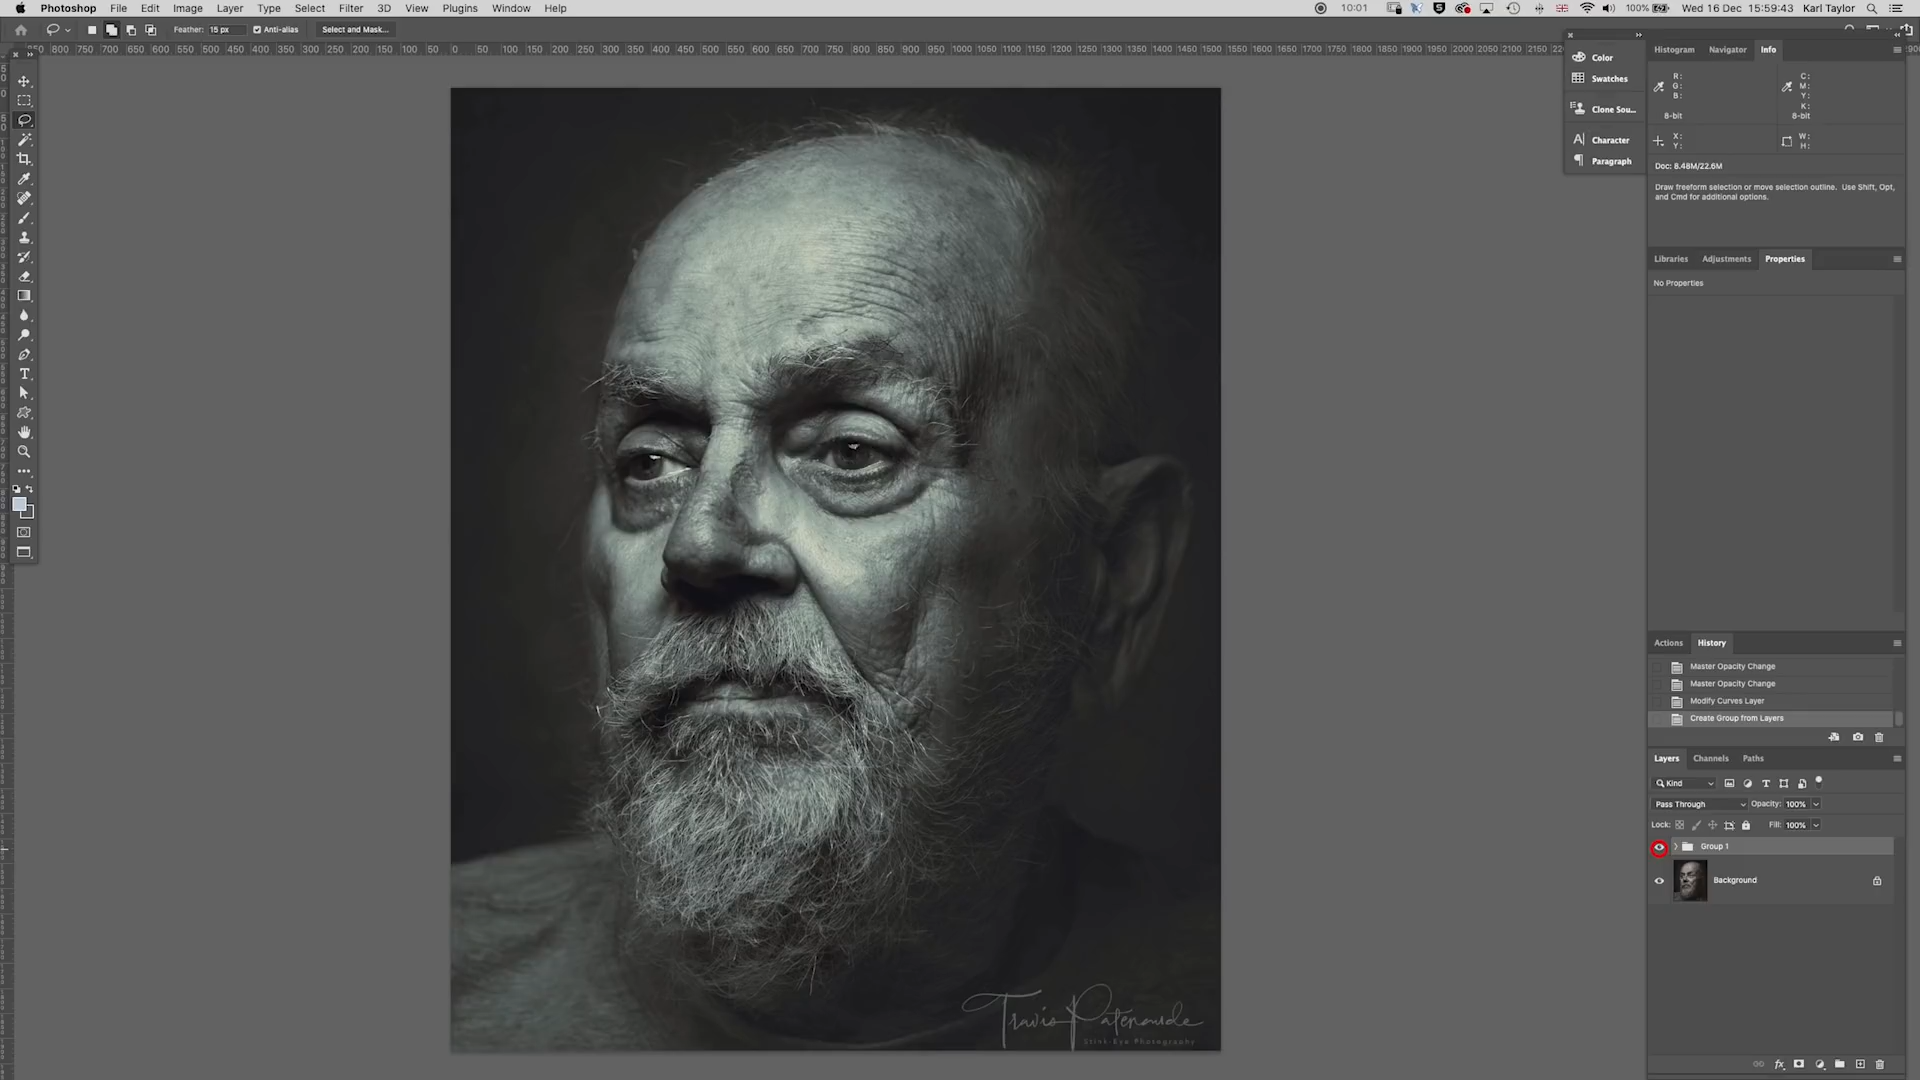 Photoshop File Edit Image Layer Type Select Filter 3D View Plugins Window Help
10:01 100% Wed 16 Dec 15:59:43 Karl Taylor
Feather: 15 px Anti-alias Select and Mask...
Color
Swatches
Clone Sou...
Character
Paragraph
Histogram Navigator Info
R: C:
G: M:
B: Y:
K:
8-bit 8-bit
X: W:
Y: H:
Doc: 8.48M/22.6M
Draw freeform selection or move selection outline. Use Shift, Opt,
and Cmd for additional options.
Libraries Adjustments Properties
No Properties
Actions History
Master Opacity Change
Master Opacity Change
Modify Curves Layer
Create Group from Layers
Layers Channels Paths
Kind
Pass Through Opacity: 100%
Lock: Fill: 100%
Group 1
Background
Travis Patenaude
Stink Eye Photography